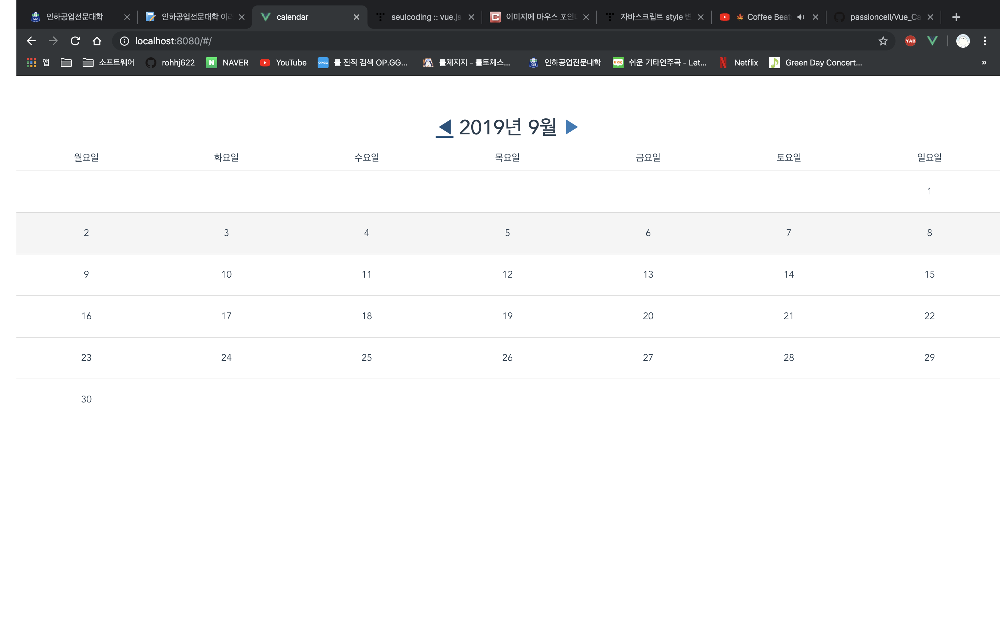 인하공업전문대학 인하공업전문대학 calendar seulcoding :: vue.js 이미지에 마우스 포인 자바스크립트 style Coffee Beat passioncell/Vue_Ca
localhost:8080/#/ YAB
앱 소프트웨어 rohhj622 NAVER YouTube OP.GG 롤 전적 검색 OP.GG... 롤체지지 - 롤토체스... 인하공업전문대학 blog 쉬운 기타연주곡 - Let... Netflix Green Day Concert... »
◀ 2019년 9월 ▶
월요일 화요일 수요일 목요일 금요일 토요일 일요일
1
2 3 4 5 6 7 8
9 10 11 12 13 14 15
16 17 18 19 20 21 22
23 24 25 26 27 28 29
30